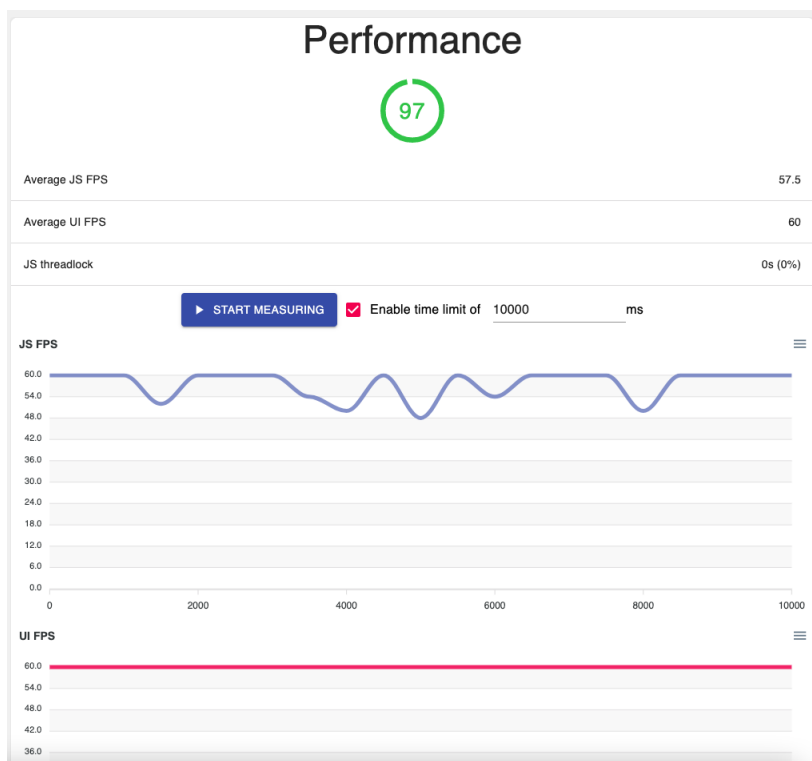 Performance
97
Average JS FPS 57.5
Average UI FPS 60
JS threadlock 0s (0%)
START MEASURING Enable time limit of 10000 ms
JS FPS
60.0
54.0
48.0
42.0
36.0
30.0
24.0
18.0
12.0
6.0
0.0
0 2000 4000 6000 8000 10000
UI FPS
60.0
54.0
48.0
42.0
36.0